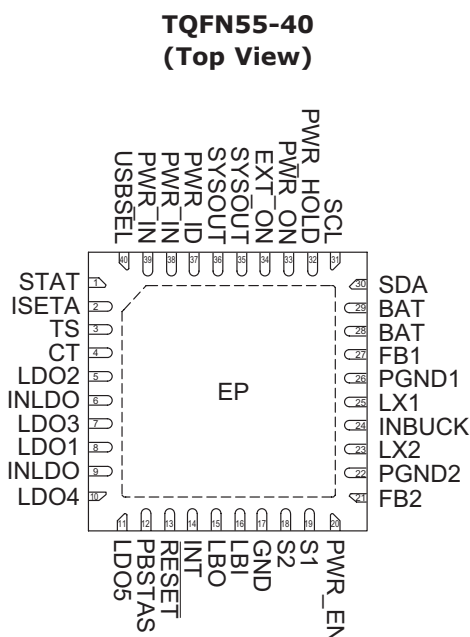 TQFN55-40
(Top View)
USBSEL
PWR_IN
PWR_IN
PWR_ID
SYSOUT
SYSOUT
EXT_ON
PWR_ON
PWR_HOLD
SCL
40
39
38
37
36
35
34
33
32
31
STAT 1
ISETA 2
TS 3
CT 4
LDO2 5
INLDO 6
LDO3 7
LDO1 8
INLDO 9
LDO4 10
EP
30 SDA
29 BAT
28 BAT
27 FB1
26 PGND1
25 LX1
24 INBUCK
23 LX2
22 PGND2
21 FB2
11
12
13
14
15
16
17
18
19
20
LDO5
PBSTAS
RESET
INT
LBO
LBI
GND
S2
S1
PWR_EN